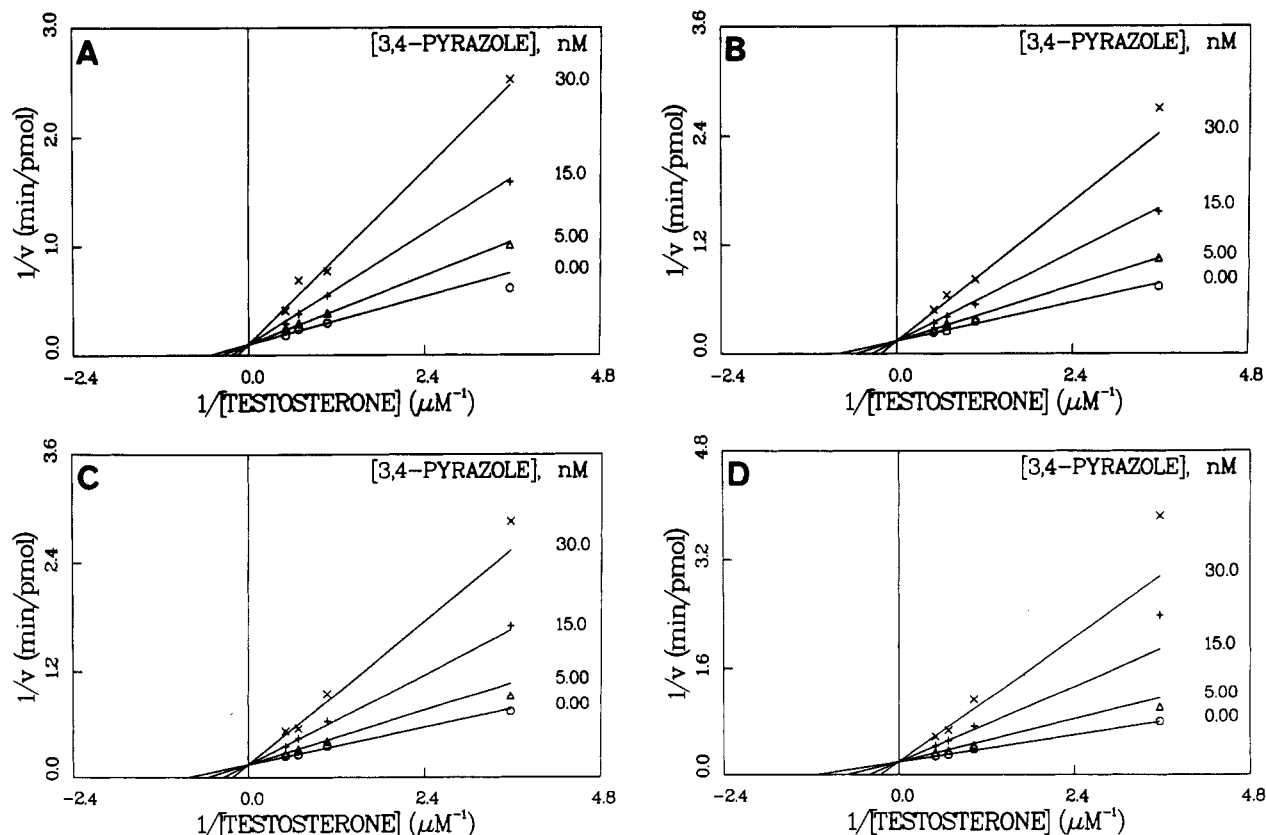 A
[3,4-PYRAZOLE], nM
3.0
2.0
1.0
0.0
1/v (min/pmol)
30.0
15.0
5.00
0.00
-2.4 0.0 2.4 4.8
1/[TESTOSTERONE] (μM⁻¹)
B
[3,4-PYRAZOLE], nM
3.6
2.4
1.2
0.0
1/v (min/pmol)
30.0
15.0
5.00
0.00
-2.4 0.0 2.4 4.8
1/[TESTOSTERONE] (μM⁻¹)
C
[3,4-PYRAZOLE], nM
3.6
2.4
1.2
0.0
1/v (min/pmol)
30.0
15.0
5.00
0.00
-2.4 0.0 2.4 4.8
1/[TESTOSTERONE] (μM⁻¹)
D
[3,4-PYRAZOLE], nM
4.8
3.2
1.6
0.0
1/v (min/pmol)
30.0
15.0
5.00
0.00
-2.4 0.0 2.4 4.8
1/[TESTOSTERONE] (μM⁻¹)